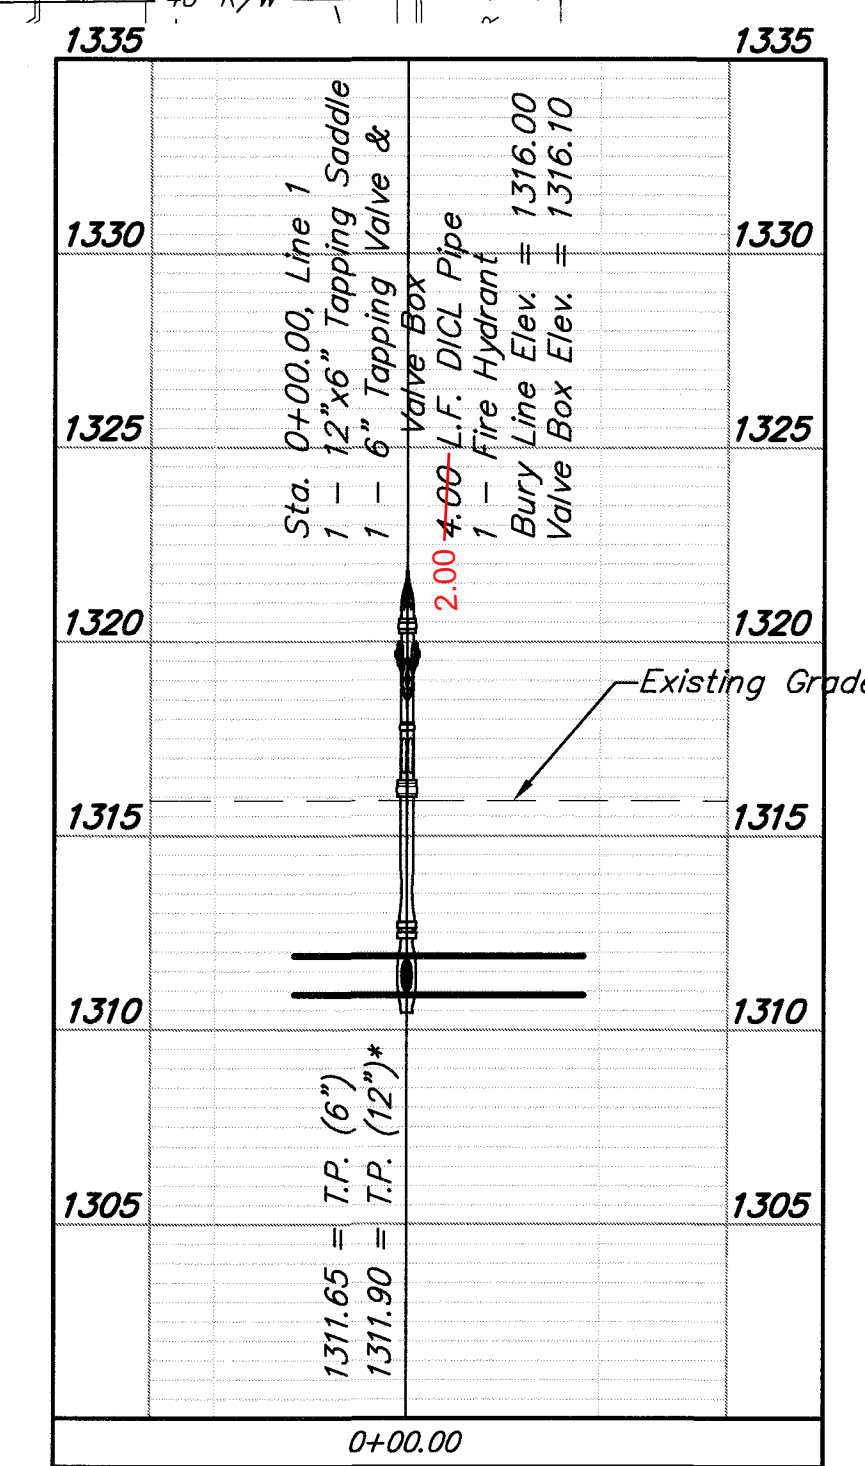 40' R/W
R
1335 1335
1330 1330
1325 1325
1320 1320
1315 1315
1310 1310
1305 1305
Sta. 0+00.00, Line 1
1 - 12"x6" Tapping Saddle
1 - 6" Tapping Valve &
Valve Box
2.00 4.00 L.F. DICL Pipe
1 - Fire Hydrant
Bury Line Elev. = 1316.00
Valve Box Elev. = 1316.10
Existing Grade
1311.65 = T.P. (6")
1311.90 = T.P. (12")*
0+00.00